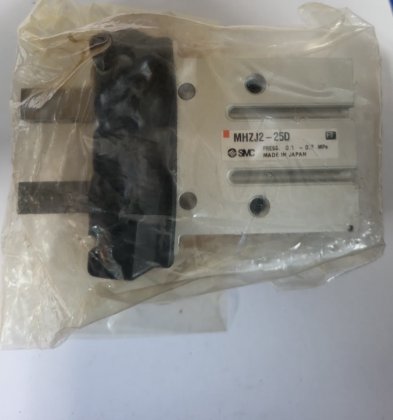 MHZJ2-25D
SMC PRESS 0.1 ~ 0.7 MPa
MADE IN JAPAN